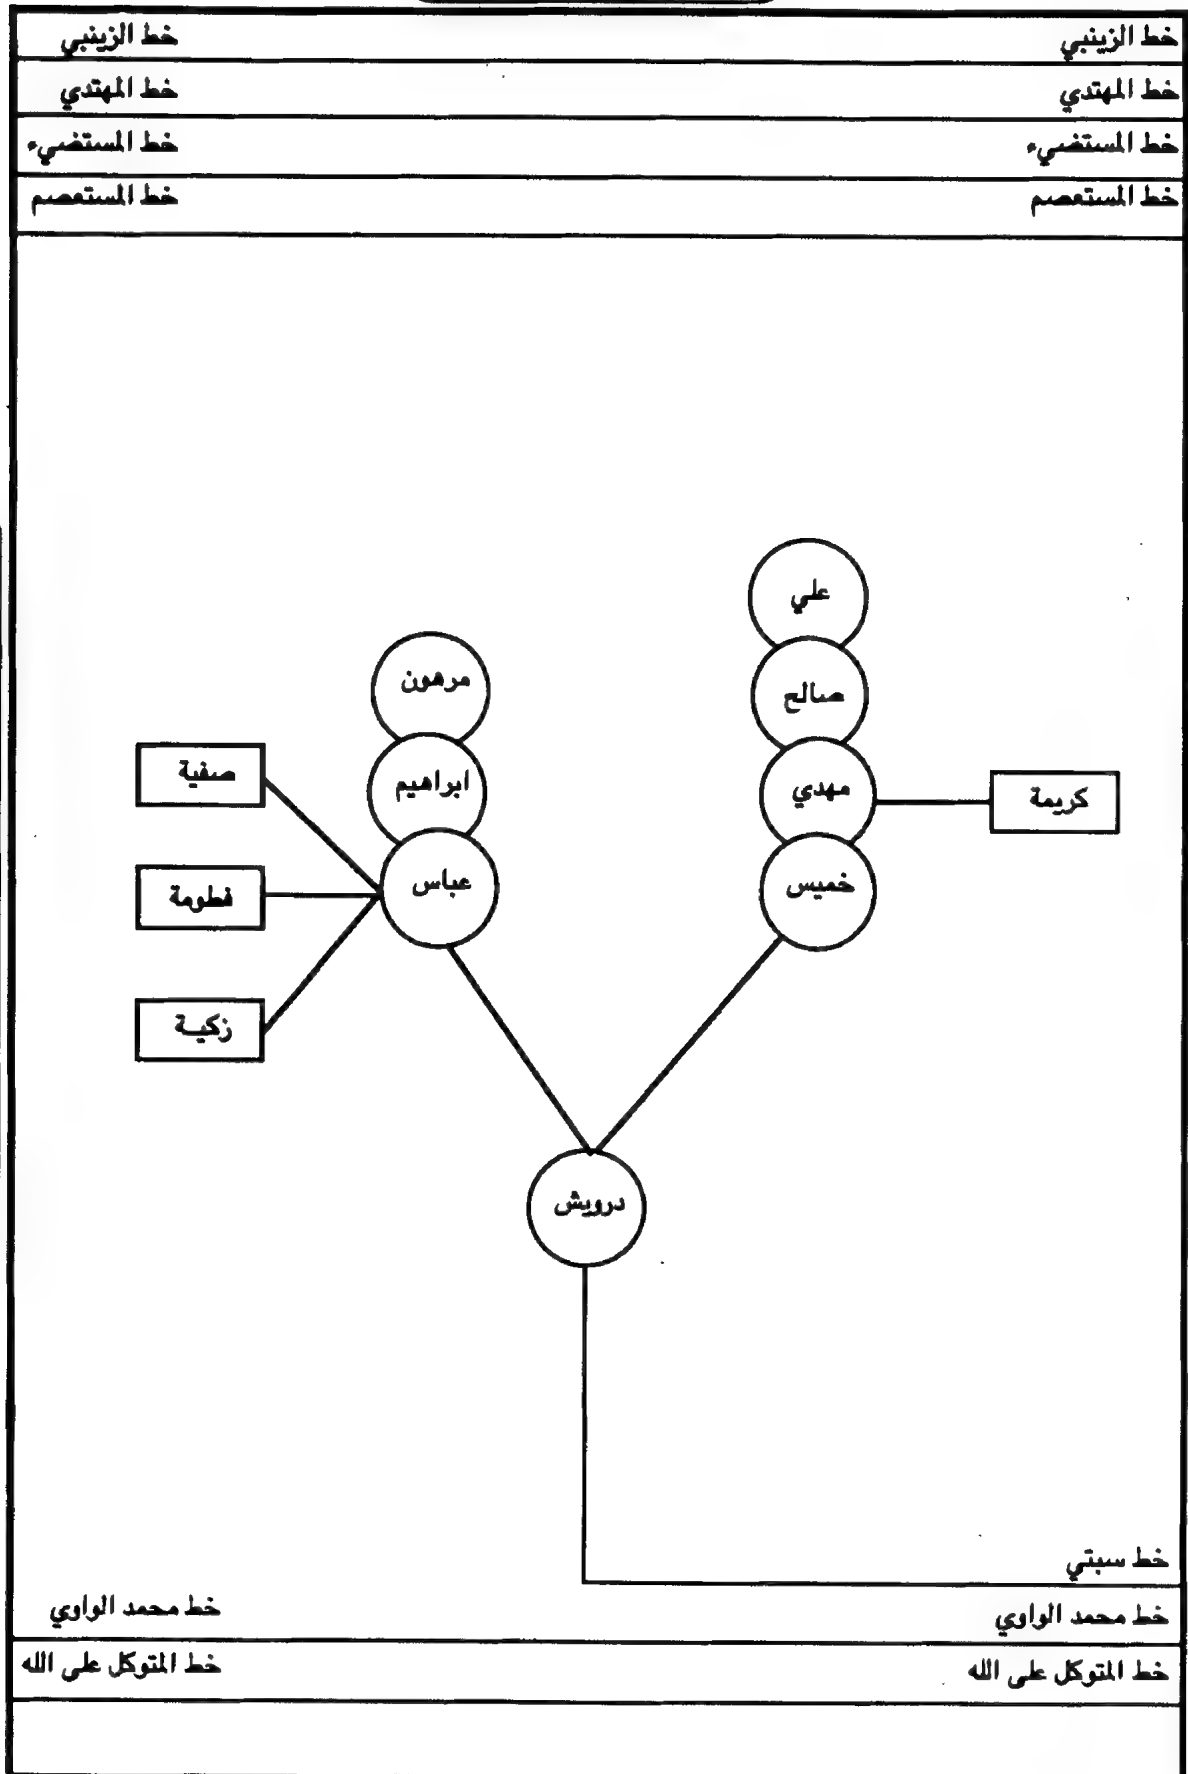 خط الزينبي خط الزينبي
خط المهتدي خط المهتدي
خط المستضيء خط المستضيء
خط المستعصم خط المستعصم
علي
مرهون
صالح
صفية
ابراهيم
مهدي
كريمة
فطومة
عباس
خميس
زكية
درويش
خط سبتي
خط محمد الواوي خط محمد الواوي
خط المتوكل على الله خط المتوكل على الله